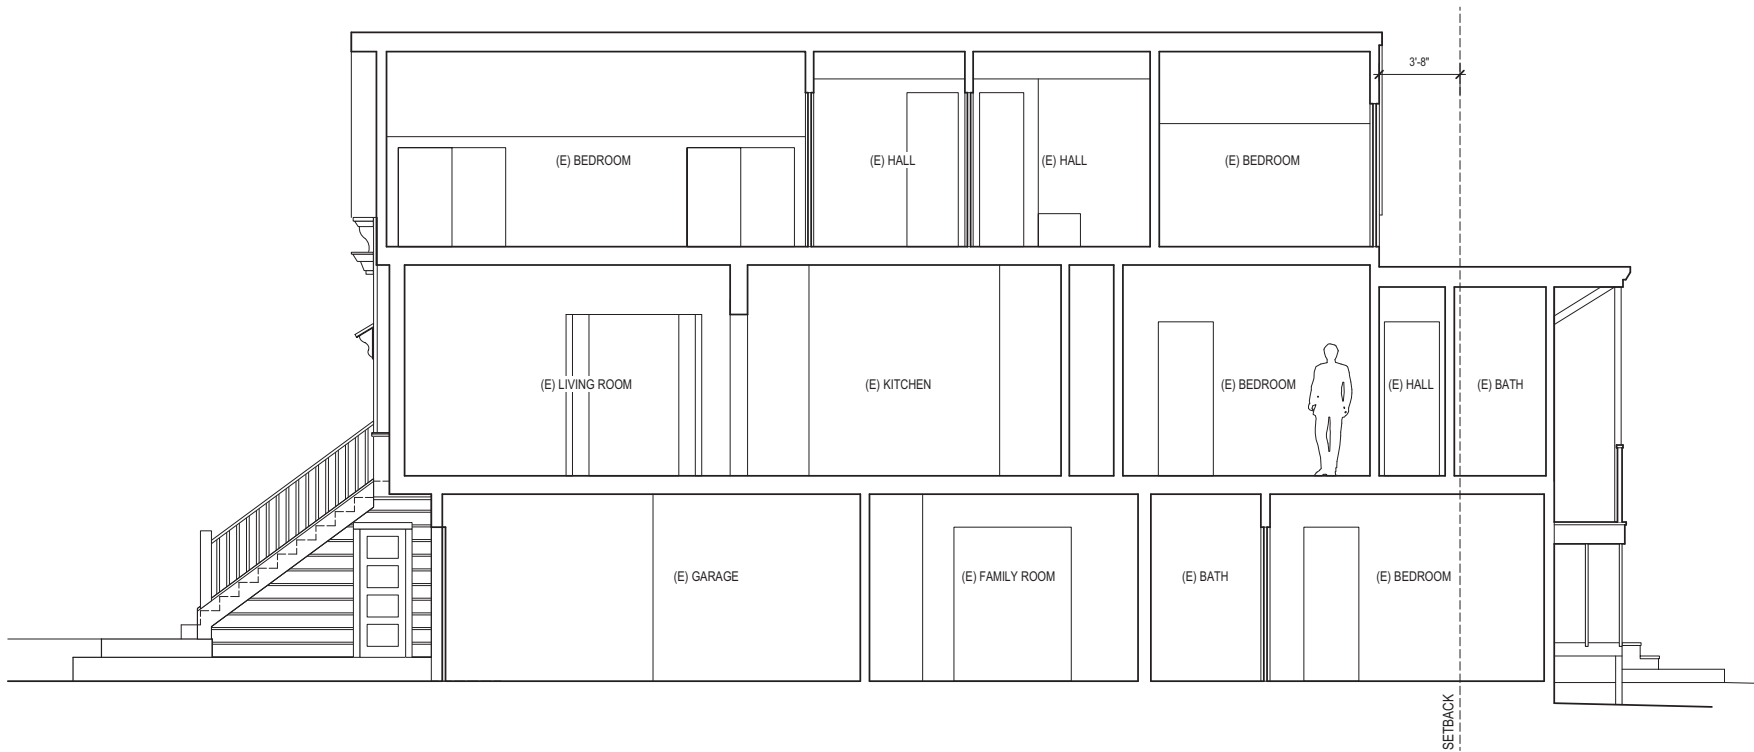 3'-8"
(E) BEDROOM
(E) HALL
(E) HALL
(E) BEDROOM
(E) LIVING ROOM
(E) KITCHEN
(E) BEDROOM
(E) HALL
(E) BATH
(E) GARAGE
(E) FAMILY ROOM
(E) BATH
(E) BEDROOM
SETBACK